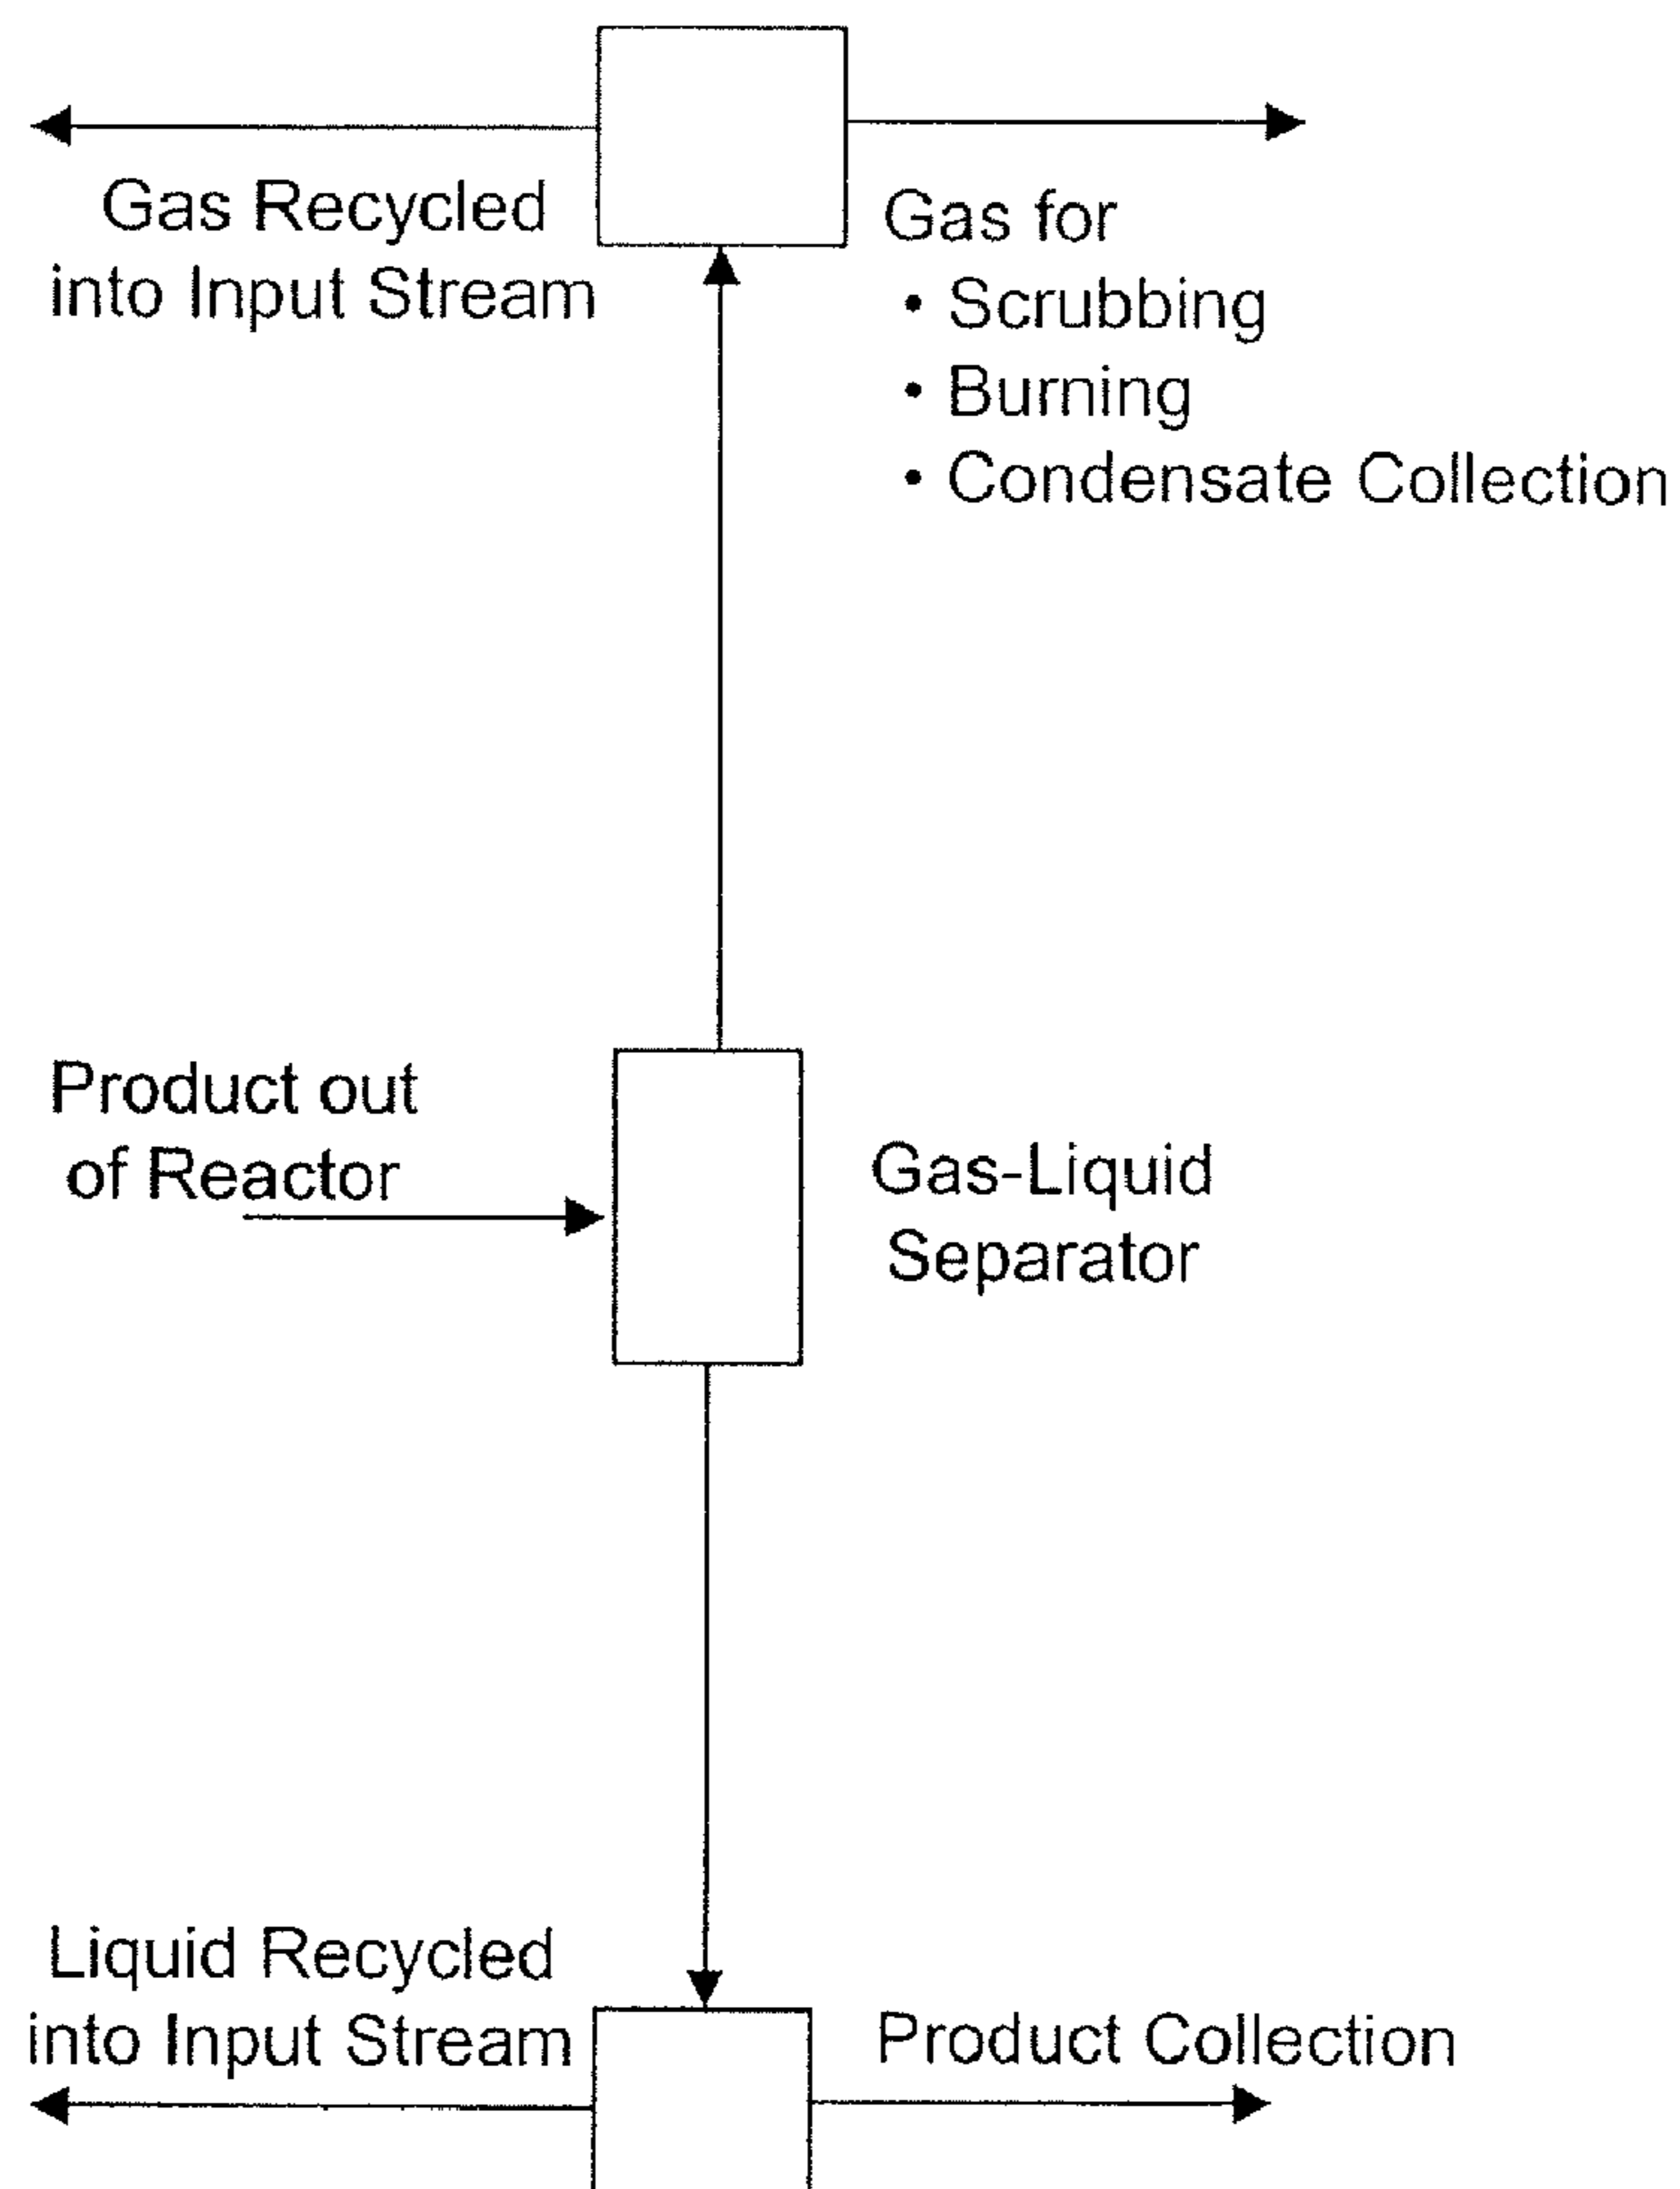 Gas Recycled
into Input Stream
Gas for
• Scrubbing
• Burning
• Condensate Collection
Product out
of Reactor
Gas-Liquid
Separator
Liquid Recycled
into Input Stream
Product Collection